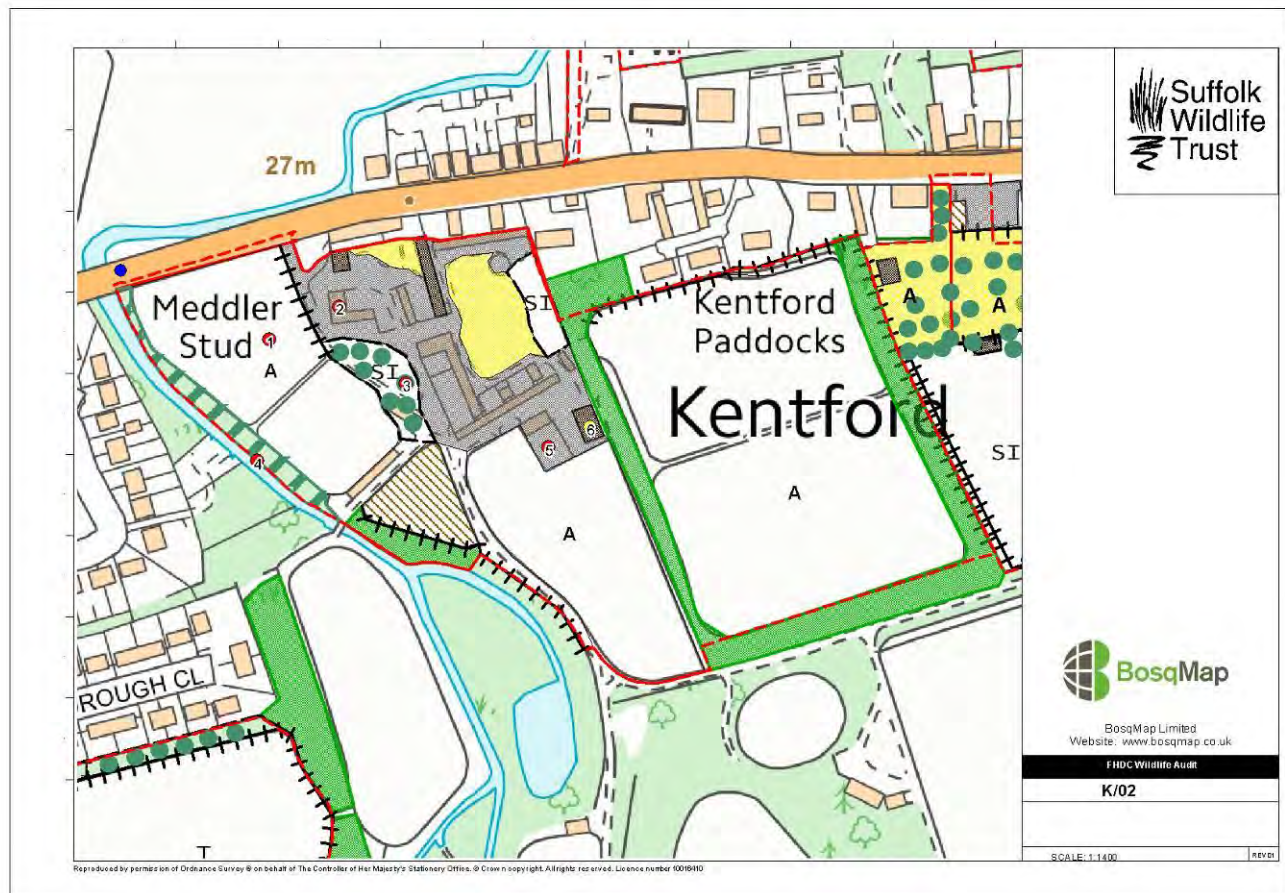 Suffolk
Wildlife
Trust
27m
Meddler
Stud
1
A
2
SI
3
4
5
6
SI
A
Kentford
Paddocks
Kentford
A
A
A
SI
ROUGH CL
T
BosqMap
BosqMap Limited
Website: www.bosqmap.co.uk
FHDC Wildlife Audit
K/02
SCALE: 1:1400
REV 01
Reproduced by permission of Ordnance Survey ® on behalf of The Controller of Her Majesty's Stationery Office. © Crown copyright. All rights reserved. Licence number 10018410